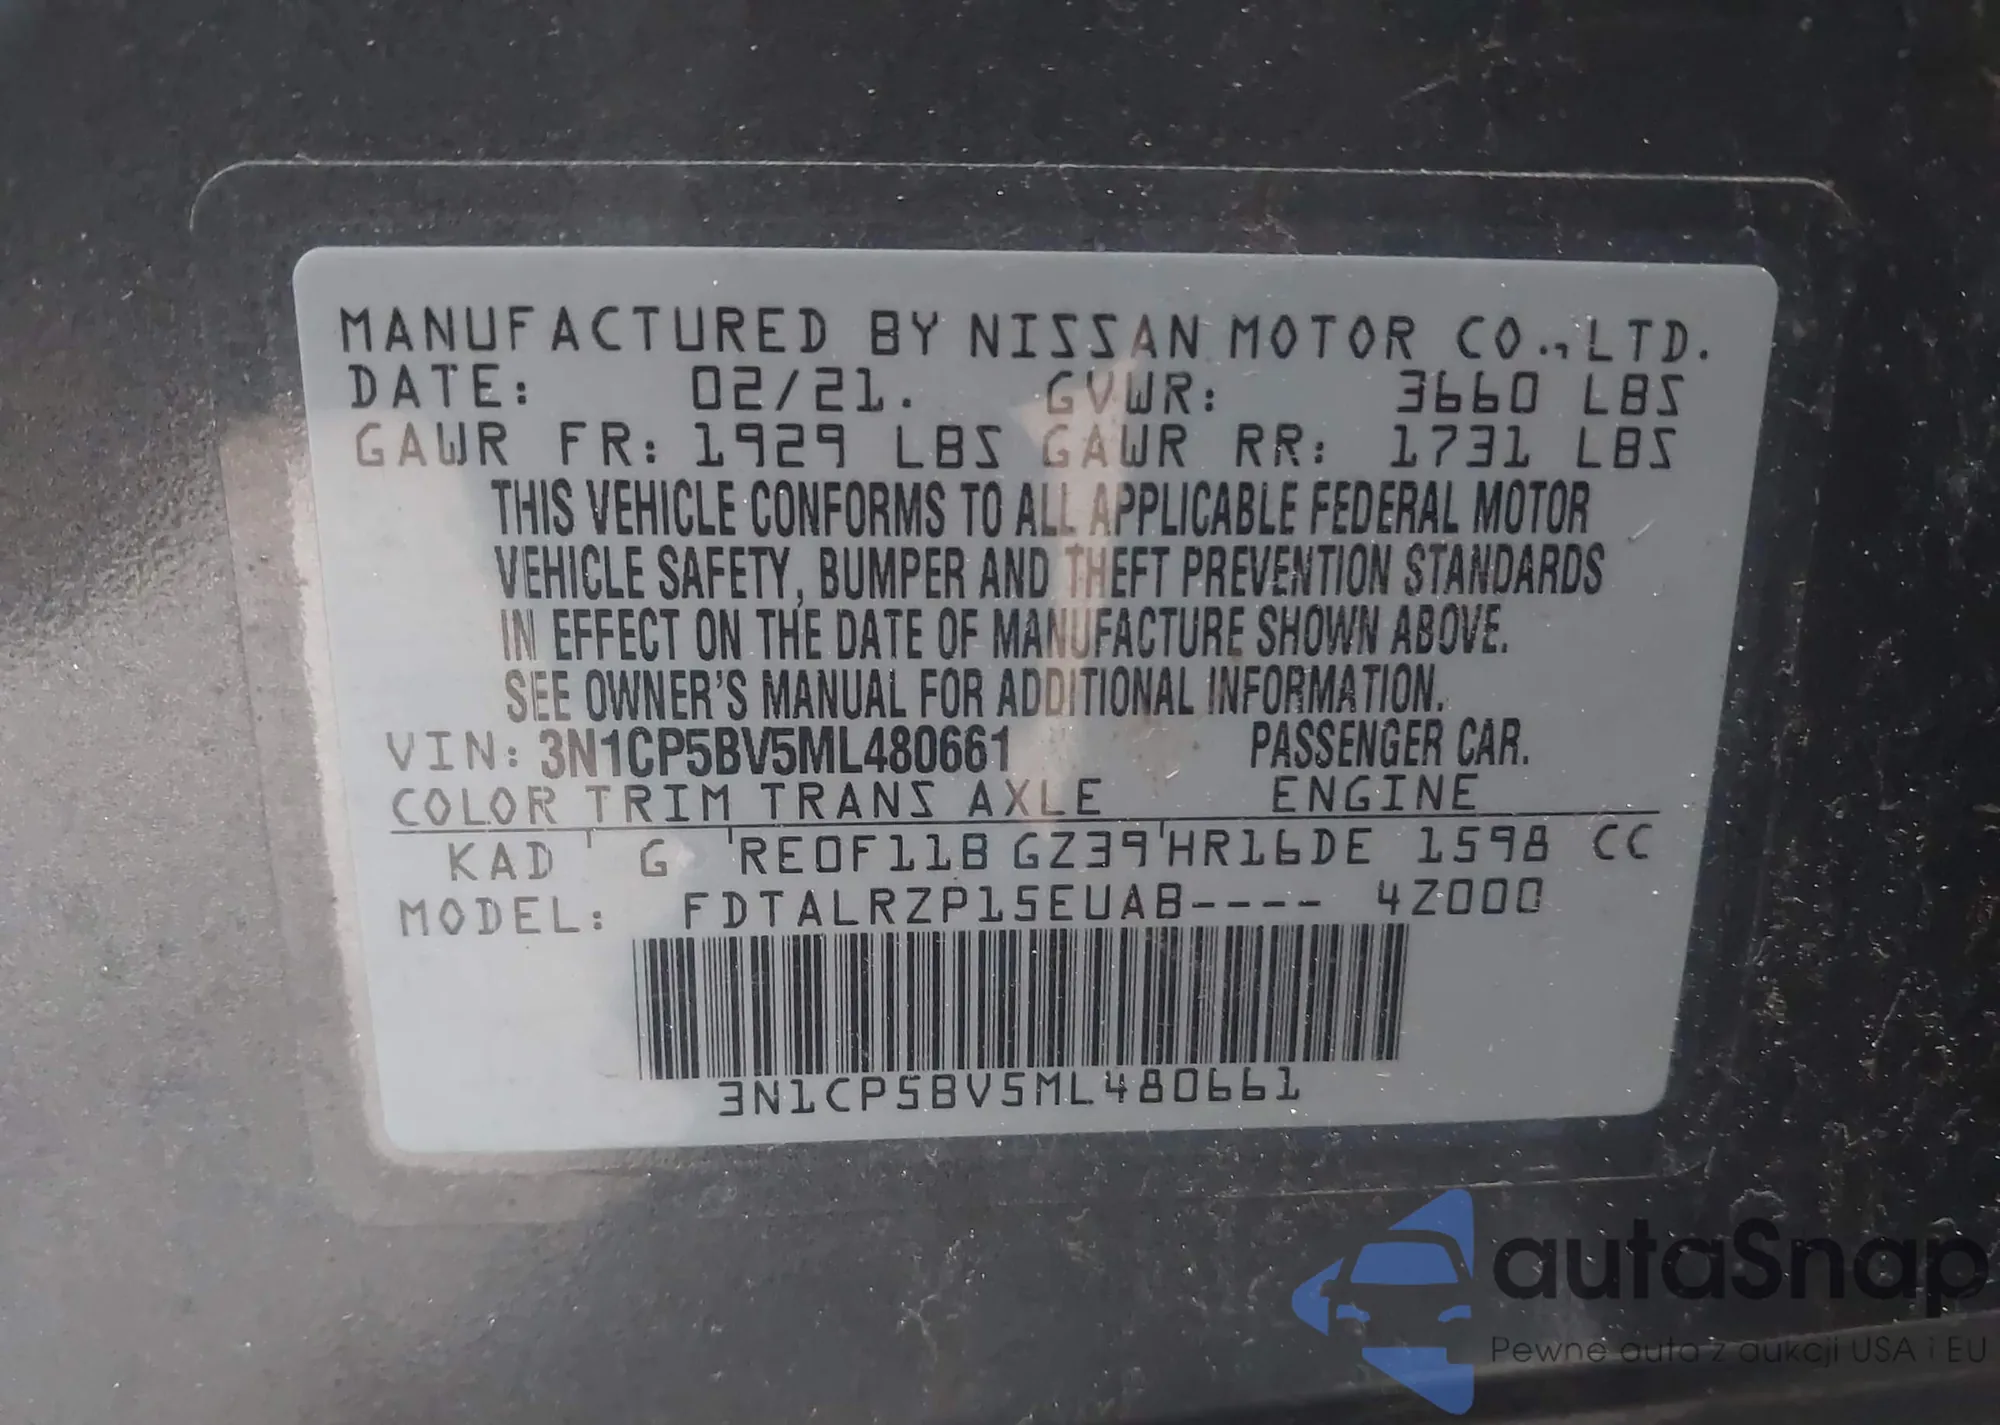 MANUFACTURED BY NISSAN MOTOR CO., LTD.
DATE: 02/21. GVWR: 3660 LBS
GAWR FR: 1929 LBS GAWR RR: 1731 LBS
THIS VEHICLE CONFORMS TO ALL APPLICABLE FEDERAL MOTOR
VEHICLE SAFETY, BUMPER AND THEFT PREVENTION STANDARDS
IN EFFECT ON THE DATE OF MANUFACTURE SHOWN ABOVE.
SEE OWNER'S MANUAL FOR ADDITIONAL INFORMATION.
VIN: 3N1CP5BV5ML480661 PASSENGER CAR.
COLOR TRIM TRANS AXLE ENGINE
KAD G RE0F11B GZ39 HR16DE 1598 CC
MODEL: FDTALRZP15EUAB---- 4Z000
3N1CP5BV5ML480661
autaSnap
Pewne auta z aukcji USA i EU